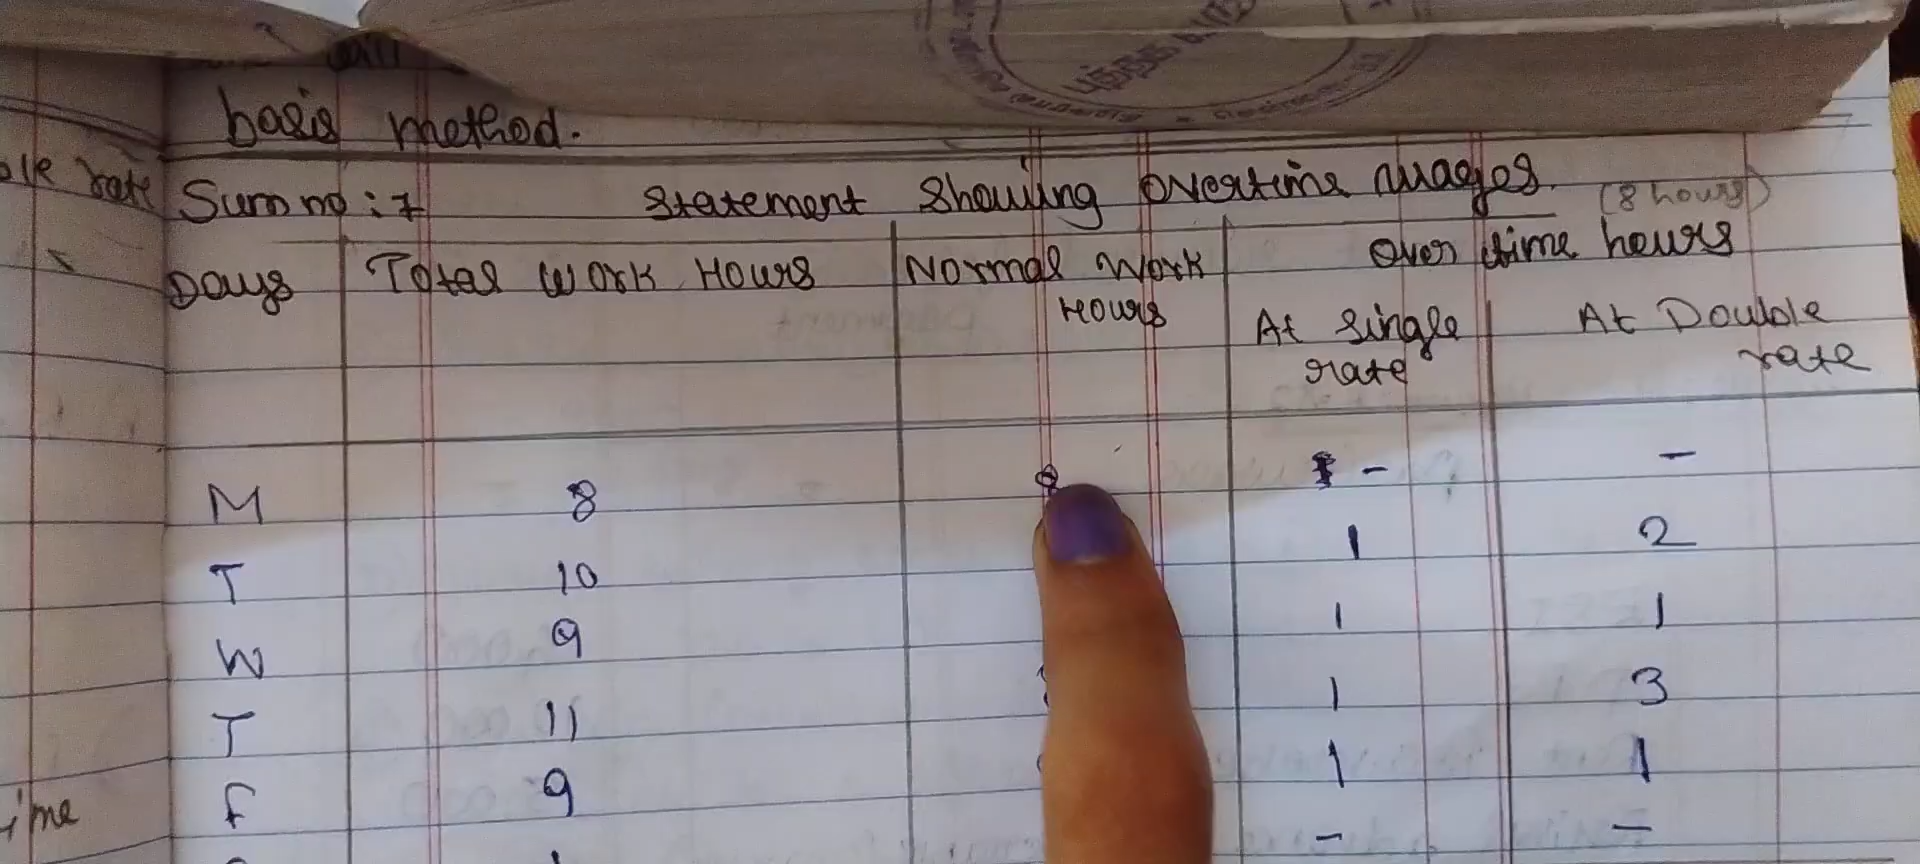 basis method.
rate
Sum no: 7 Statement Showing Overtime wages.
(8 hours)
Days Total Work Hours Normal Work Hours Over time hours
At Single rate At Double rate
M 8 8 - -
T 10 1 2
W 9 1 1
T 11 1 3
F 9 1 1
- -
ime